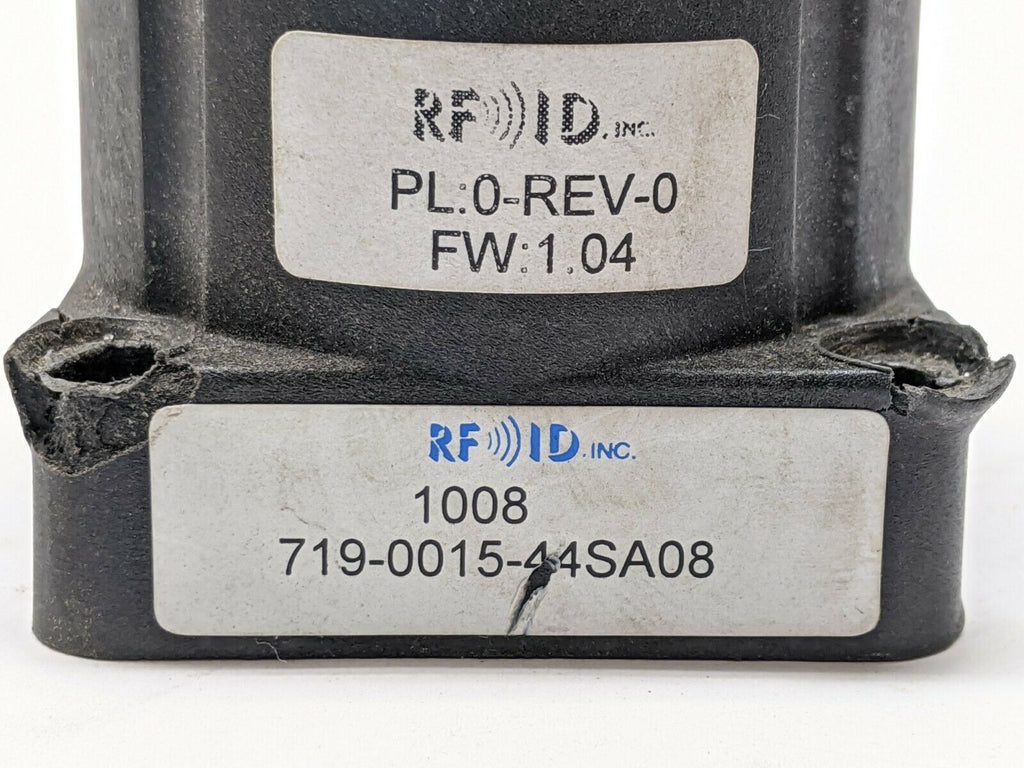 RFID, INC.
PL:0-REV-0
FW:1.04
RFID, INC.
1008
719-0015-44SA08